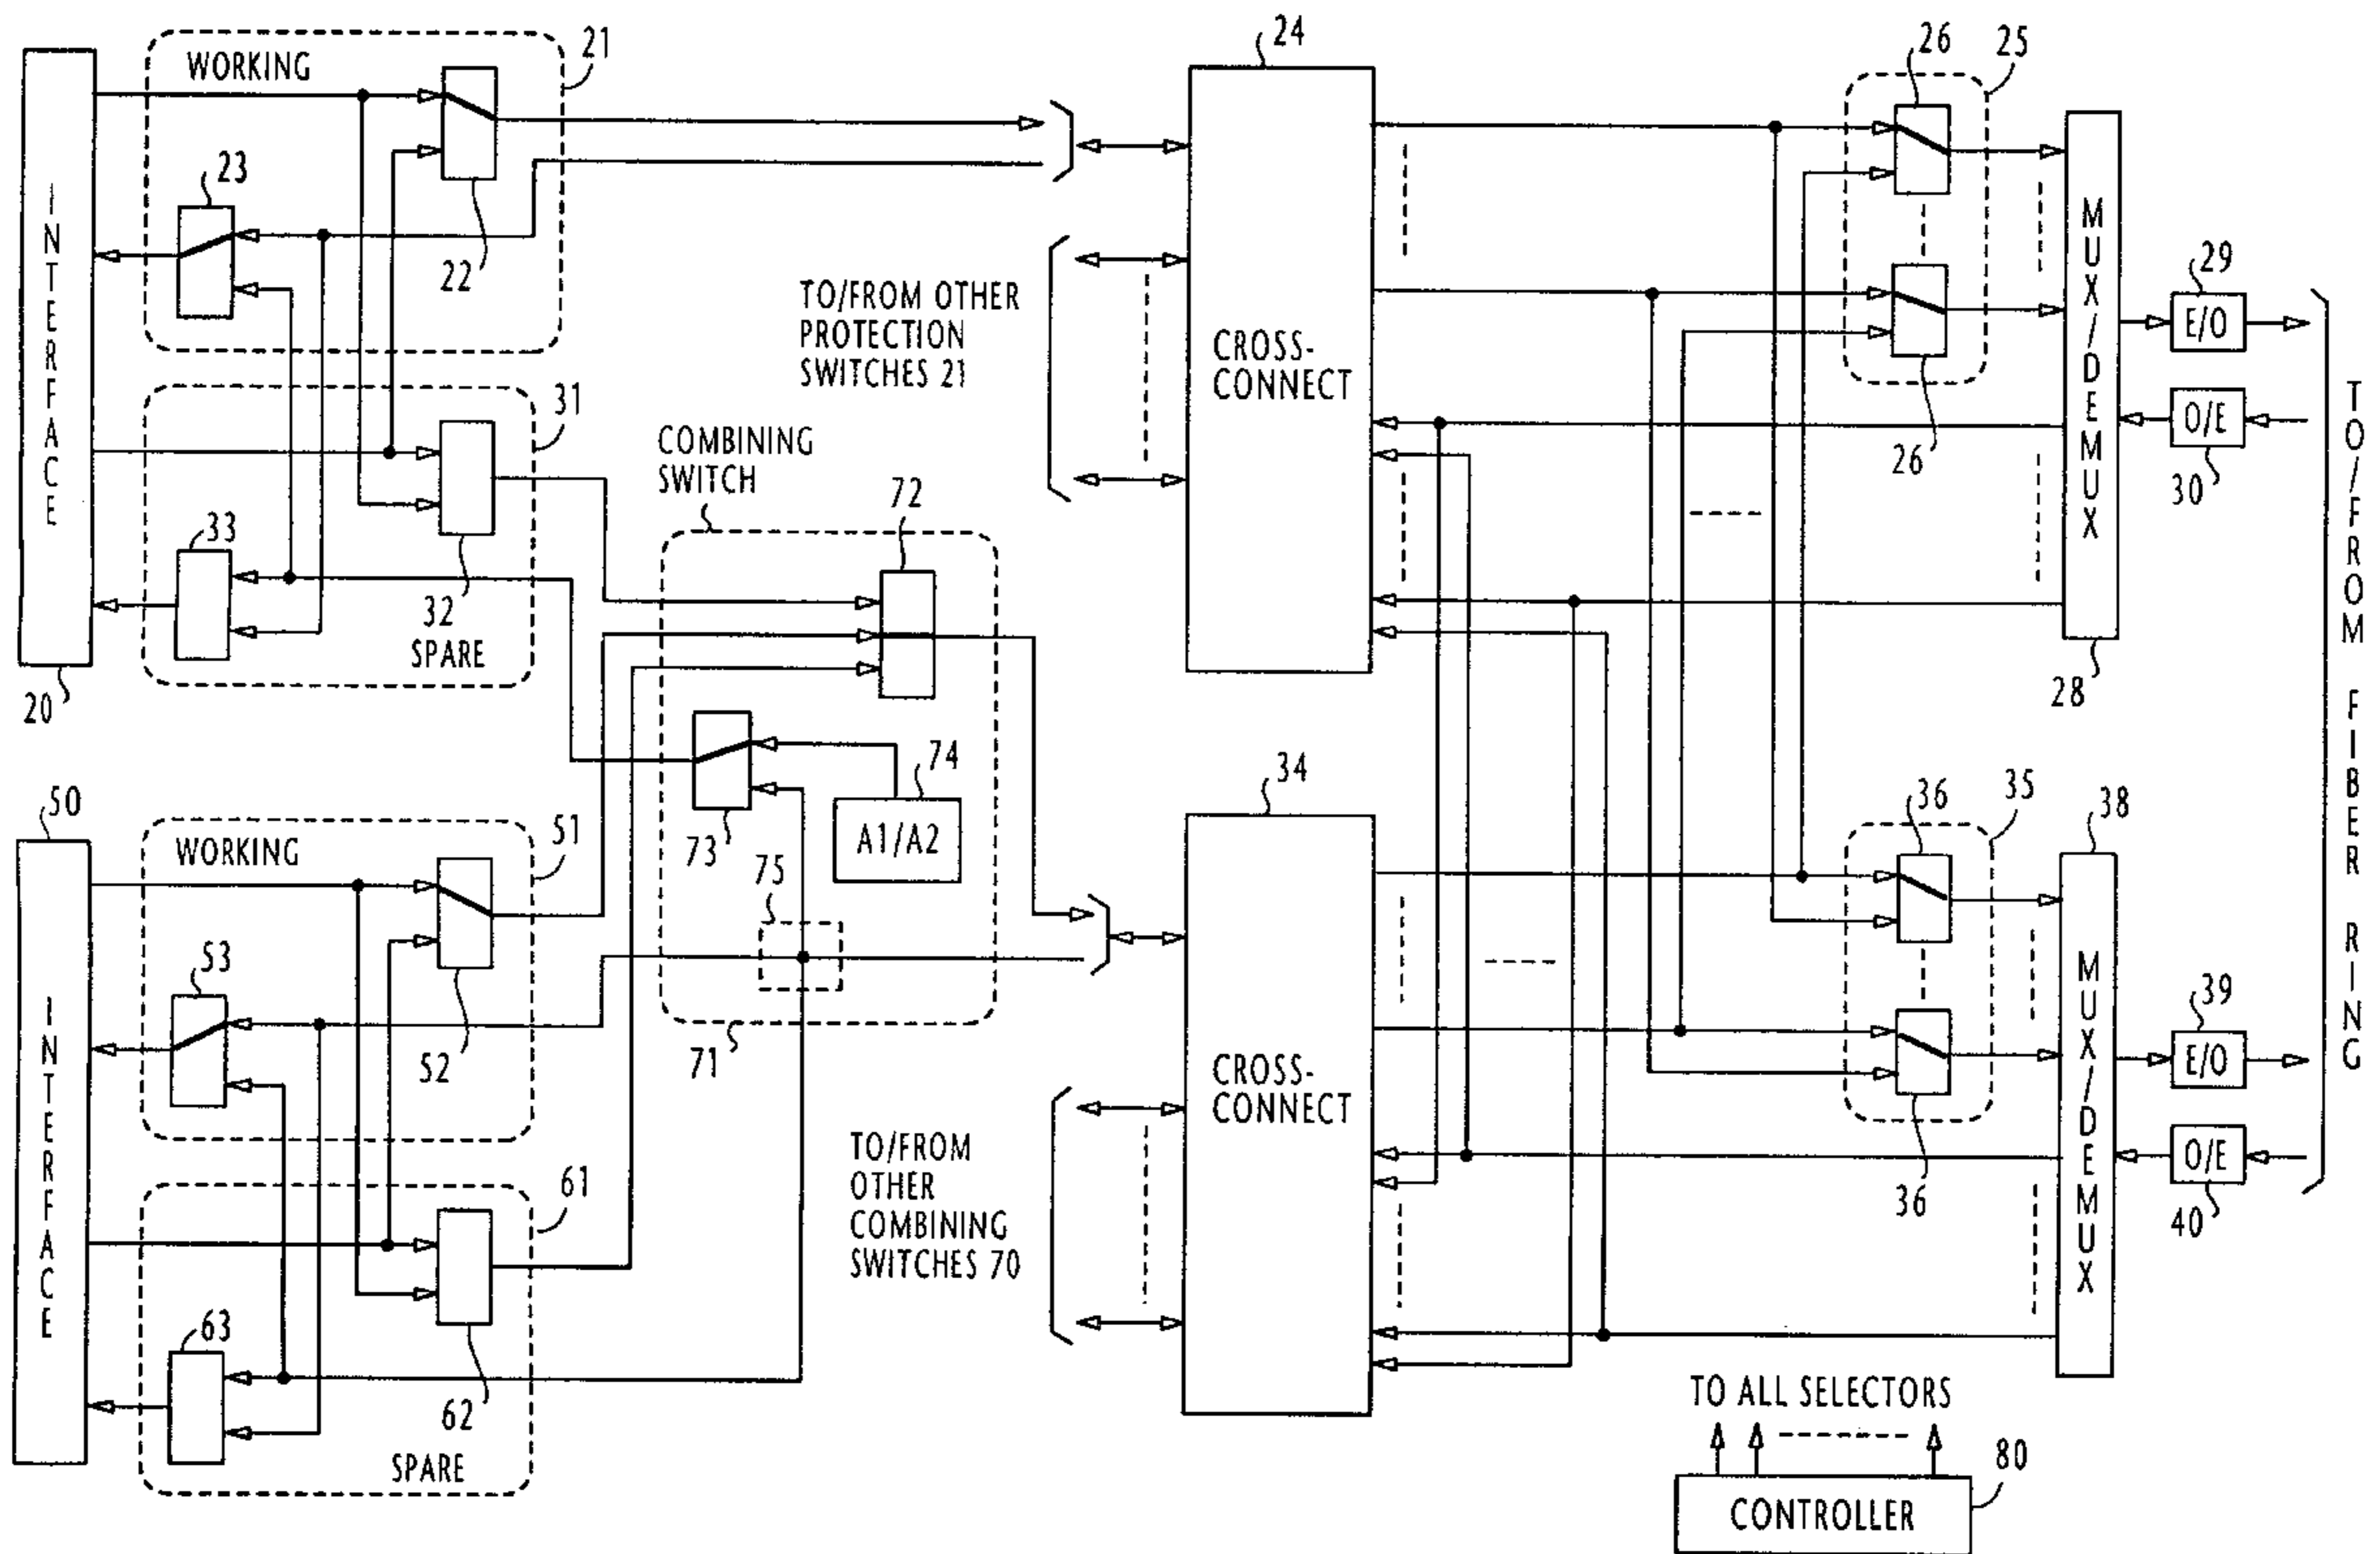 WORKING
21
24
26
25
INTERFACE
23
22
TO/FROM OTHER
PROTECTION
SWITCHES 21
CROSS-
CONNECT
26
MUX/DEMUX
29
E/O
O/E
30
TO/FROM FIBER RING
31
COMBINING
SWITCH
72
33
32
SPARE
20
28
73
74
A1/A2
34
36
35
38
50
WORKING
51
75
INTERFACE
53
52
71
CROSS-
CONNECT
MUX/DEMUX
39
E/O
O/E
40
36
TO/FROM
OTHER
COMBINING
SWITCHES 70
61
63
62
SPARE
TO ALL SELECTORS
80
CONTROLLER